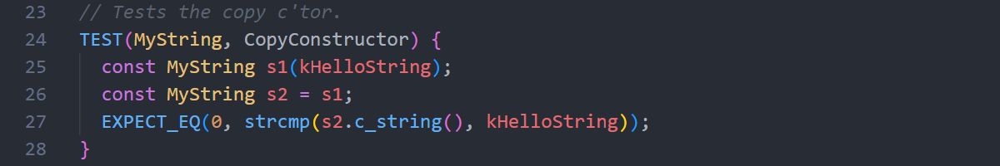 23 // Tests the copy c'tor.
24 TEST(MyString, CopyConstructor) {
25 const MyString s1(kHelloString);
26 const MyString s2 = s1;
27 EXPECT_EQ(0, strcmp(s2.c_string(), kHelloString));
28 }